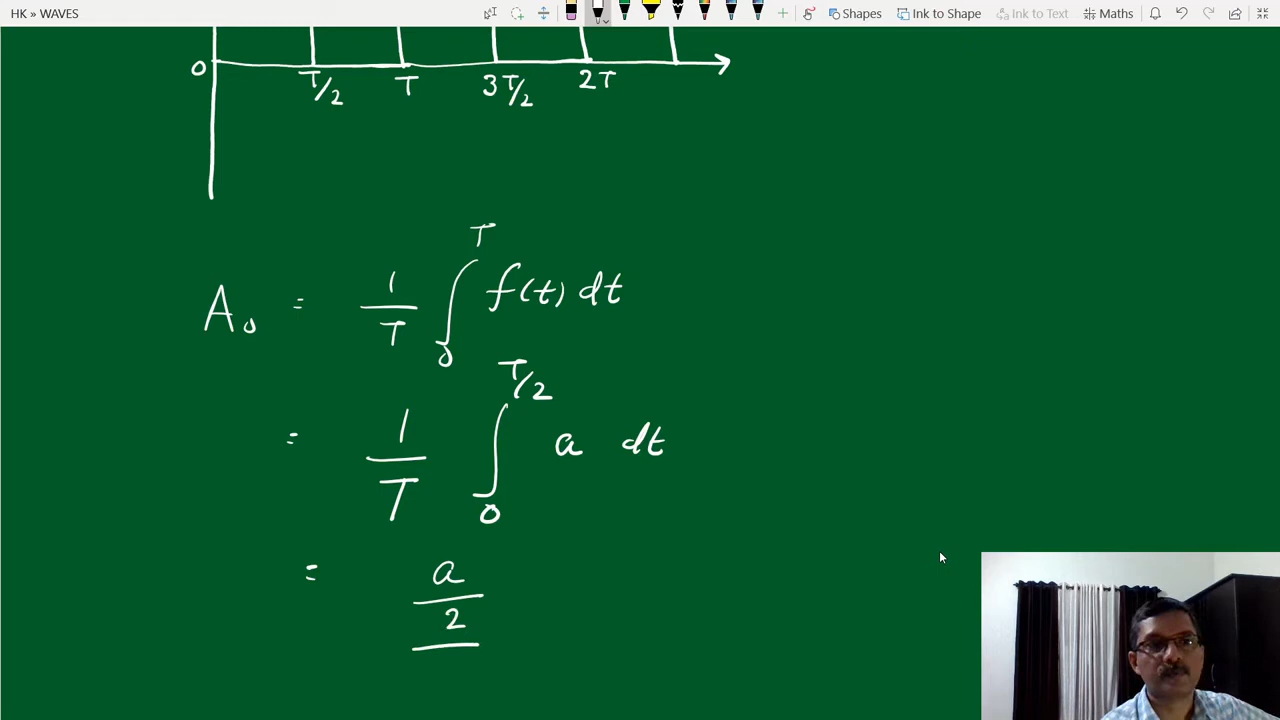 HK » WAVES
Shapes Ink to Shape Ink to Text Maths
0 T/2 T 3T/2 2T
A₀ = 1/T ∫₀ᵀ f(t) dt
= 1/T ∫₀^{T/2} a dt
= a/2